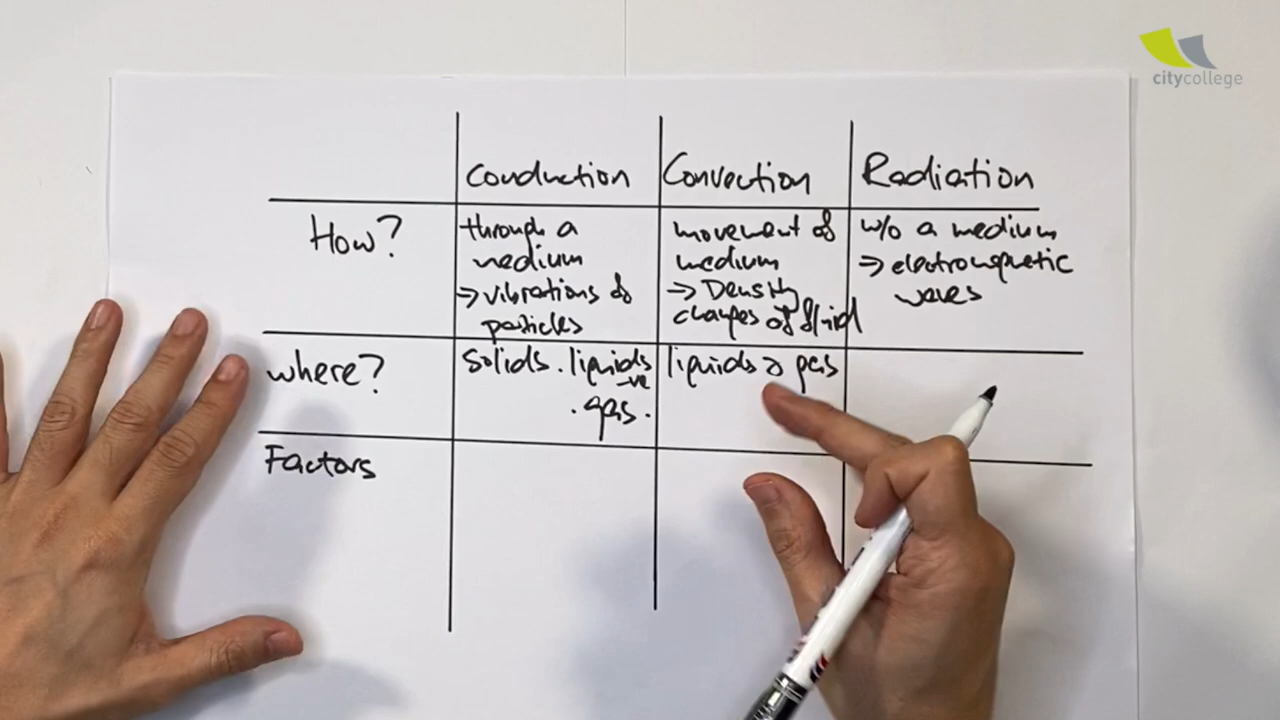 citycollege
Conduction Convection Radiation
How?
through a
medium
⇒ vibrations of
particles
movement of
medium
⇒ Density
changes of fluid
w/o a medium
⇒ electromagnetic
waves
where?
solids . liquids
-ve
. gas .
liquids & gas
Factors